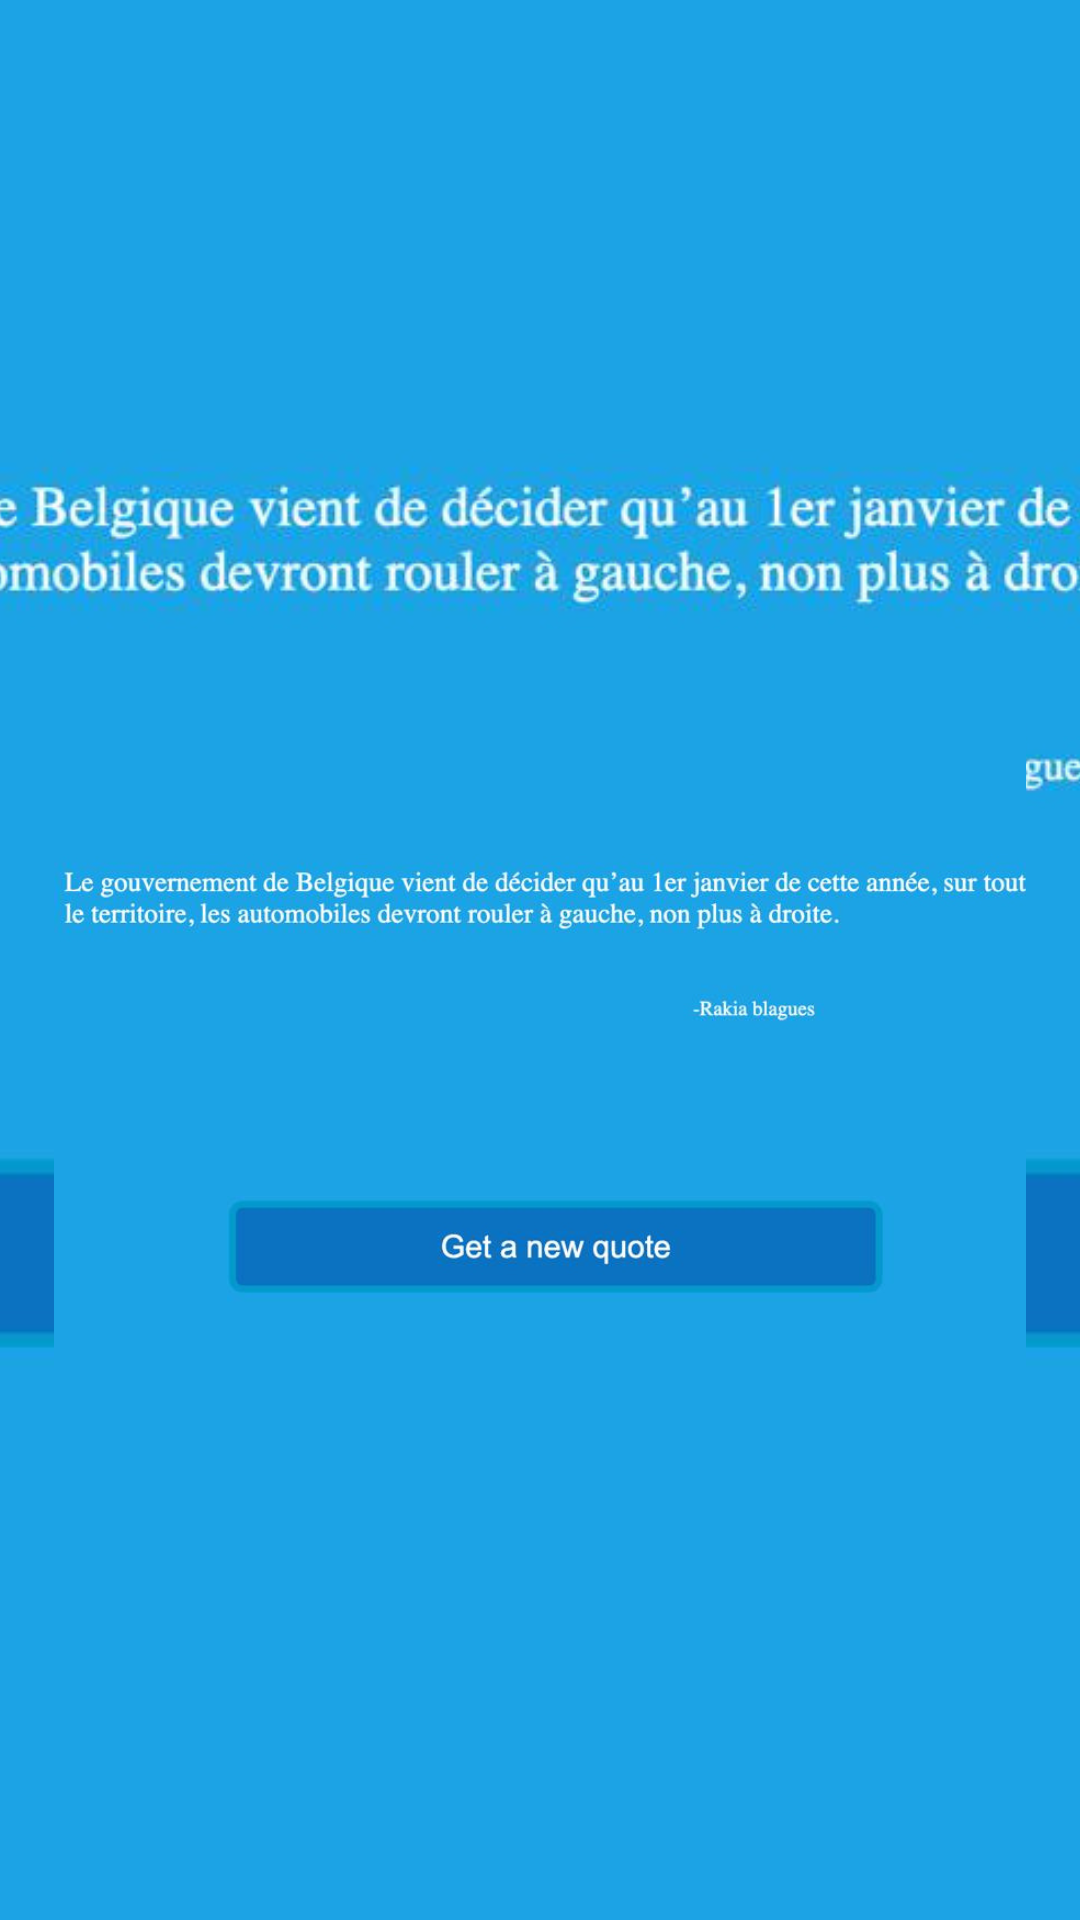 e Belgique vient de décider qu’au 1er janvier de
omobiles devront rouler à gauche, non plus à dro
gue
Le gouvernement de Belgique vient de décider qu’au 1er janvier de cette année, sur tout
le territoire, les automobiles devront rouler à gauche, non plus à droite.
-Rakia blagues
Get a new quote